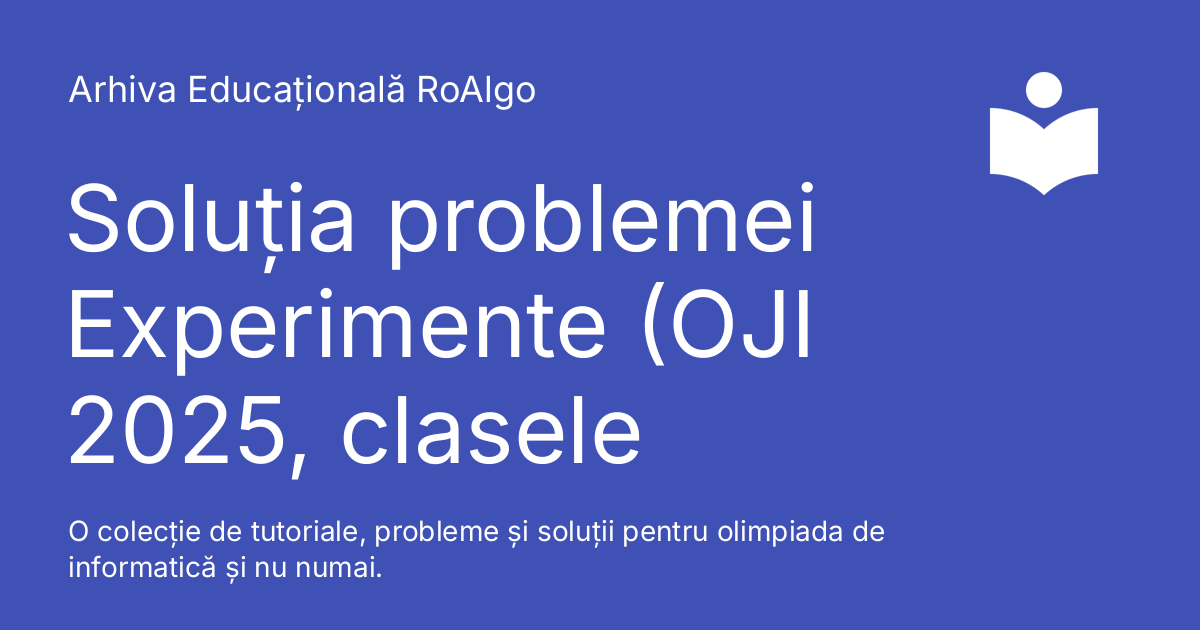 Arhiva Educațională RoAlgo
Soluția problemei
Experimente (OJI
2025, clasele
O colecție de tutoriale, probleme și soluții pentru olimpiada de
informatică și nu numai.